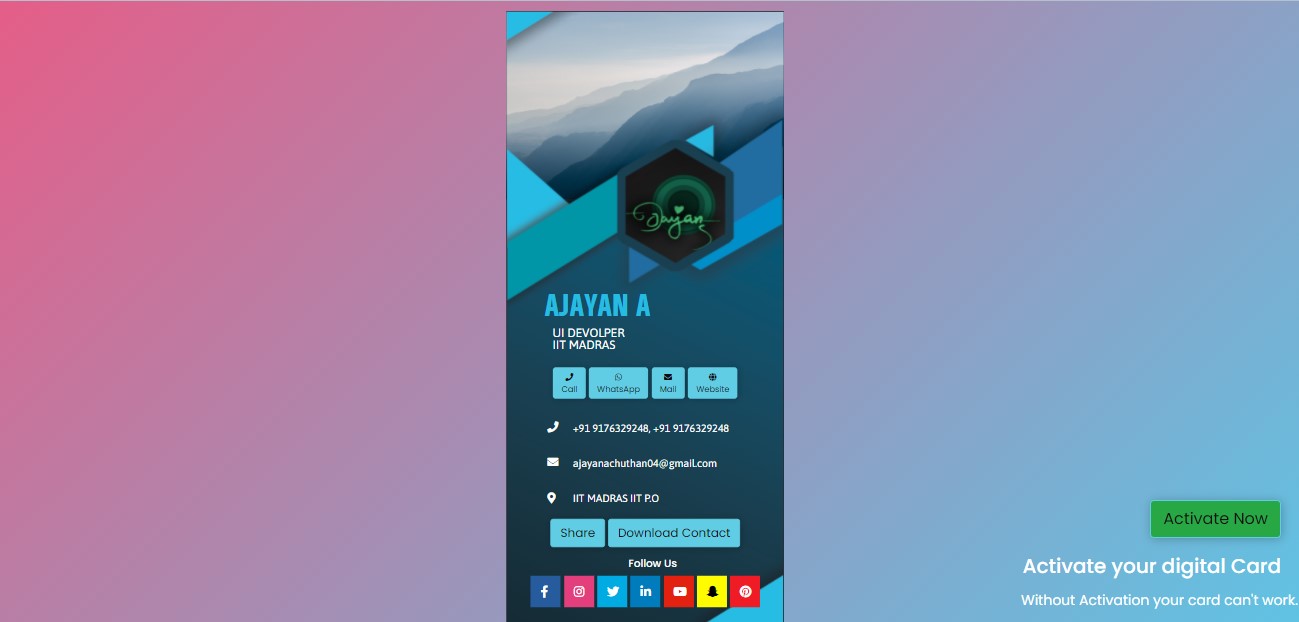 Ajayan
AJAYAN A
UI DEVOLPER
IIT MADRAS
Call WhatsApp Mail Website
+91 9176329248, +91 9176329248
ajayanachuthan04@gmail.com
IIT MADRAS IIT P.O
Share Download Contact
Follow Us
Activate Now
Activate your digital Card
Without Activation your card can't work.